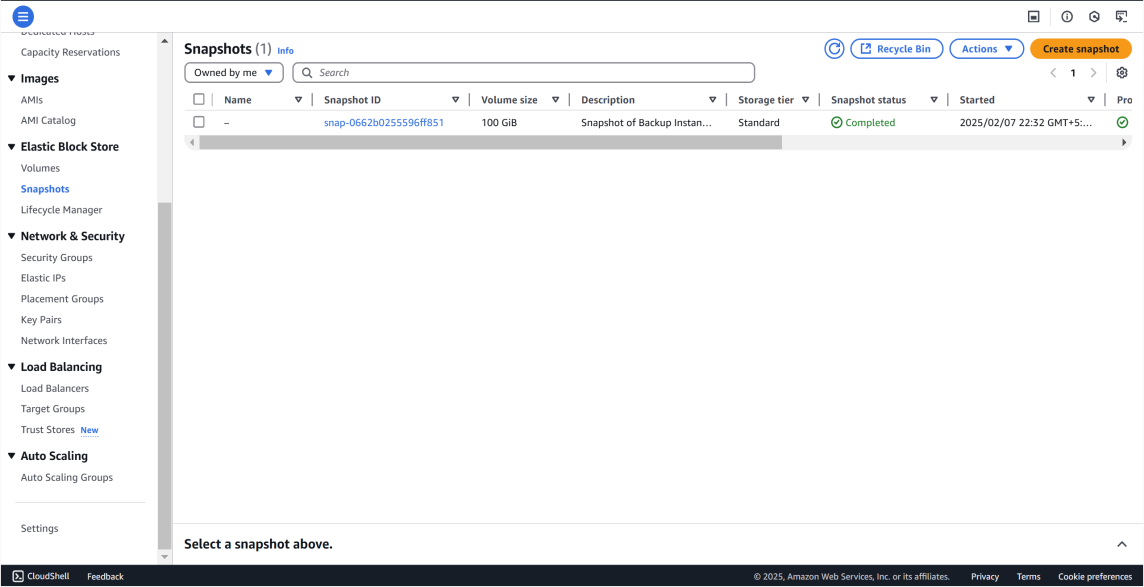 Dedicated Hosts
Capacity Reservations
Images
AMIs
AMI Catalog
Elastic Block Store
Volumes
Snapshots
Lifecycle Manager
Network & Security
Security Groups
Elastic IPs
Placement Groups
Key Pairs
Network Interfaces
Load Balancing
Load Balancers
Target Groups
Trust Stores New
Auto Scaling
Auto Scaling Groups
Settings
Snapshots (1) Info
Recycle Bin
Actions
Create snapshot
Owned by me
Search
1
Name Snapshot ID Volume size Description Storage tier Snapshot status Started Pro
– snap-0662b0255596ff851 100 GiB Snapshot of Backup Instan... Standard Completed 2025/02/07 22:32 GMT+5:...
Select a snapshot above.
CloudShell Feedback © 2025, Amazon Web Services, Inc. or its affiliates. Privacy Terms Cookie preferences